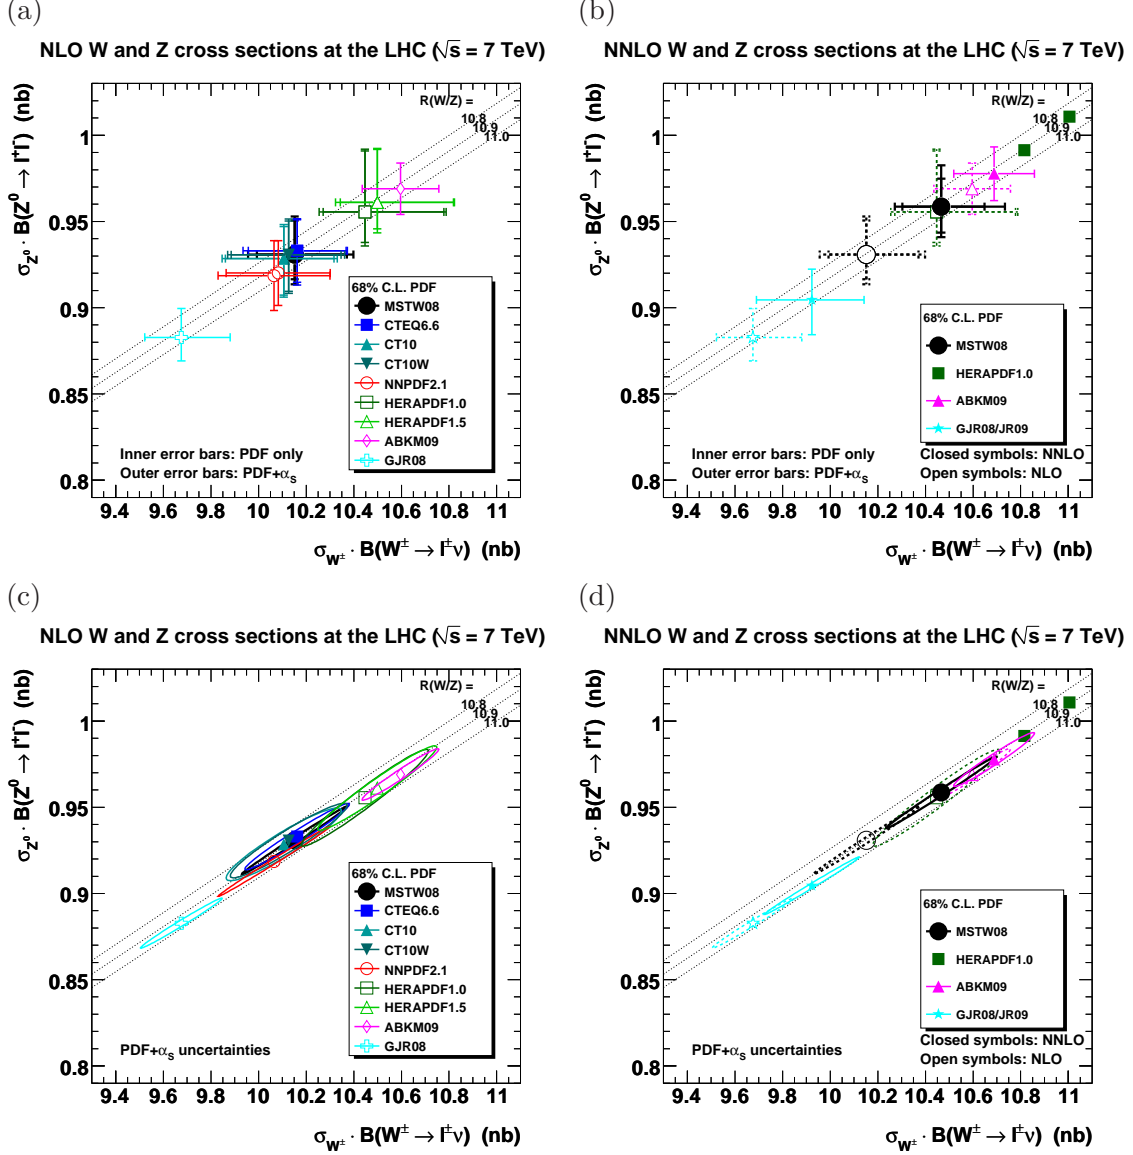 (a)
NLO W and Z cross sections at the LHC (√s = 7 TeV)
σ_Z⁰ · B(Z⁰ → l⁺l⁻) (nb)
R(W/Z) =
10.8
10.9
11.0
1
0.95
0.9
0.85
0.8
68% C.L. PDF
MSTW08
CTEQ6.6
CT10
CT10W
NNPDF2.1
HERAPDF1.0
HERAPDF1.5
ABKM09
GJR08
Inner error bars: PDF only
Outer error bars: PDF+α_S
9.4 9.6 9.8 10 10.2 10.4 10.6 10.8 11
σ_W± · B(W± → l±ν) (nb)
(b)
NNLO W and Z cross sections at the LHC (√s = 7 TeV)
σ_Z⁰ · B(Z⁰ → l⁺l⁻) (nb)
R(W/Z) =
10.8
10.9
11.0
1
0.95
0.9
0.85
0.8
68% C.L. PDF
MSTW08
HERAPDF1.0
ABKM09
GJR08/JR09
Inner error bars: PDF only
Outer error bars: PDF+α_S
Closed symbols: NNLO
Open symbols: NLO
9.4 9.6 9.8 10 10.2 10.4 10.6 10.8 11
σ_W± · B(W± → l±ν) (nb)
(c)
NLO W and Z cross sections at the LHC (√s = 7 TeV)
σ_Z⁰ · B(Z⁰ → l⁺l⁻) (nb)
R(W/Z) =
10.8
10.9
11.0
1
0.95
0.9
0.85
0.8
68% C.L. PDF
MSTW08
CTEQ6.6
CT10
CT10W
NNPDF2.1
HERAPDF1.0
HERAPDF1.5
ABKM09
GJR08
PDF+α_S uncertainties
9.4 9.6 9.8 10 10.2 10.4 10.6 10.8 11
σ_W± · B(W± → l±ν) (nb)
(d)
NNLO W and Z cross sections at the LHC (√s = 7 TeV)
σ_Z⁰ · B(Z⁰ → l⁺l⁻) (nb)
R(W/Z) =
10.8
10.9
11.0
1
0.95
0.9
0.85
0.8
68% C.L. PDF
MSTW08
HERAPDF1.0
ABKM09
GJR08/JR09
PDF+α_S uncertainties
Closed symbols: NNLO
Open symbols: NLO
9.4 9.6 9.8 10 10.2 10.4 10.6 10.8 11
σ_W± · B(W± → l±ν) (nb)